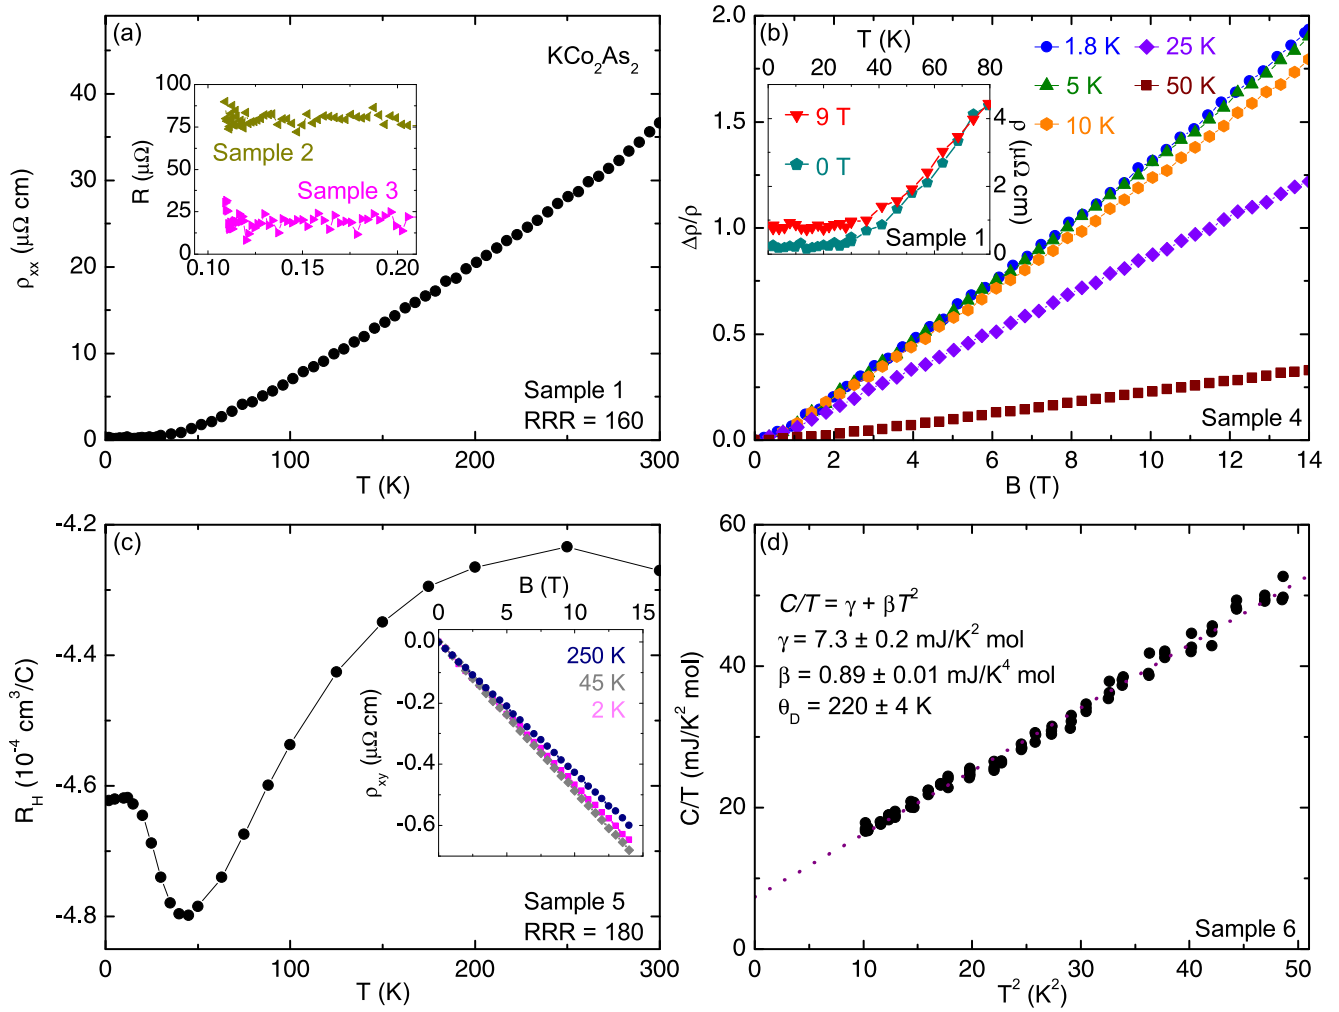 (a)
KCo₂As₂
ρxx (μΩ cm)
40
30
20
10
0
0
100
200
300
T (K)
Sample 1
RRR = 160
R (μΩ)
100
75
50
25
0
Sample 2
Sample 3
0.10
0.15
0.20
(b)
T (K)
0 20 40 60 80
1.8 K
5 K
10 K
25 K
50 K
9 T
0 T
Sample 1
ρ (μΩ cm)
4
2
0
Δρ/ρ
2.0
1.5
1.0
0.5
0.0
0 2 4 6 8 10 12 14
B (T)
Sample 4
(c)
R_H (10⁻⁴ cm³/C)
-4.2
-4.4
-4.6
-4.8
0
100
200
300
T (K)
Sample 5
RRR = 180
B (T)
0 5 10 15
ρxy (μΩ cm)
0.0
-0.2
-0.4
-0.6
250 K
45 K
2 K
(d)
C/T = γ + βT²
γ = 7.3 ± 0.2 mJ/K² mol
β = 0.89 ± 0.01 mJ/K⁴ mol
θ_D = 220 ± 4 K
C/T (mJ/K² mol)
60
40
20
0
0 10 20 30 40 50
T² (K²)
Sample 6